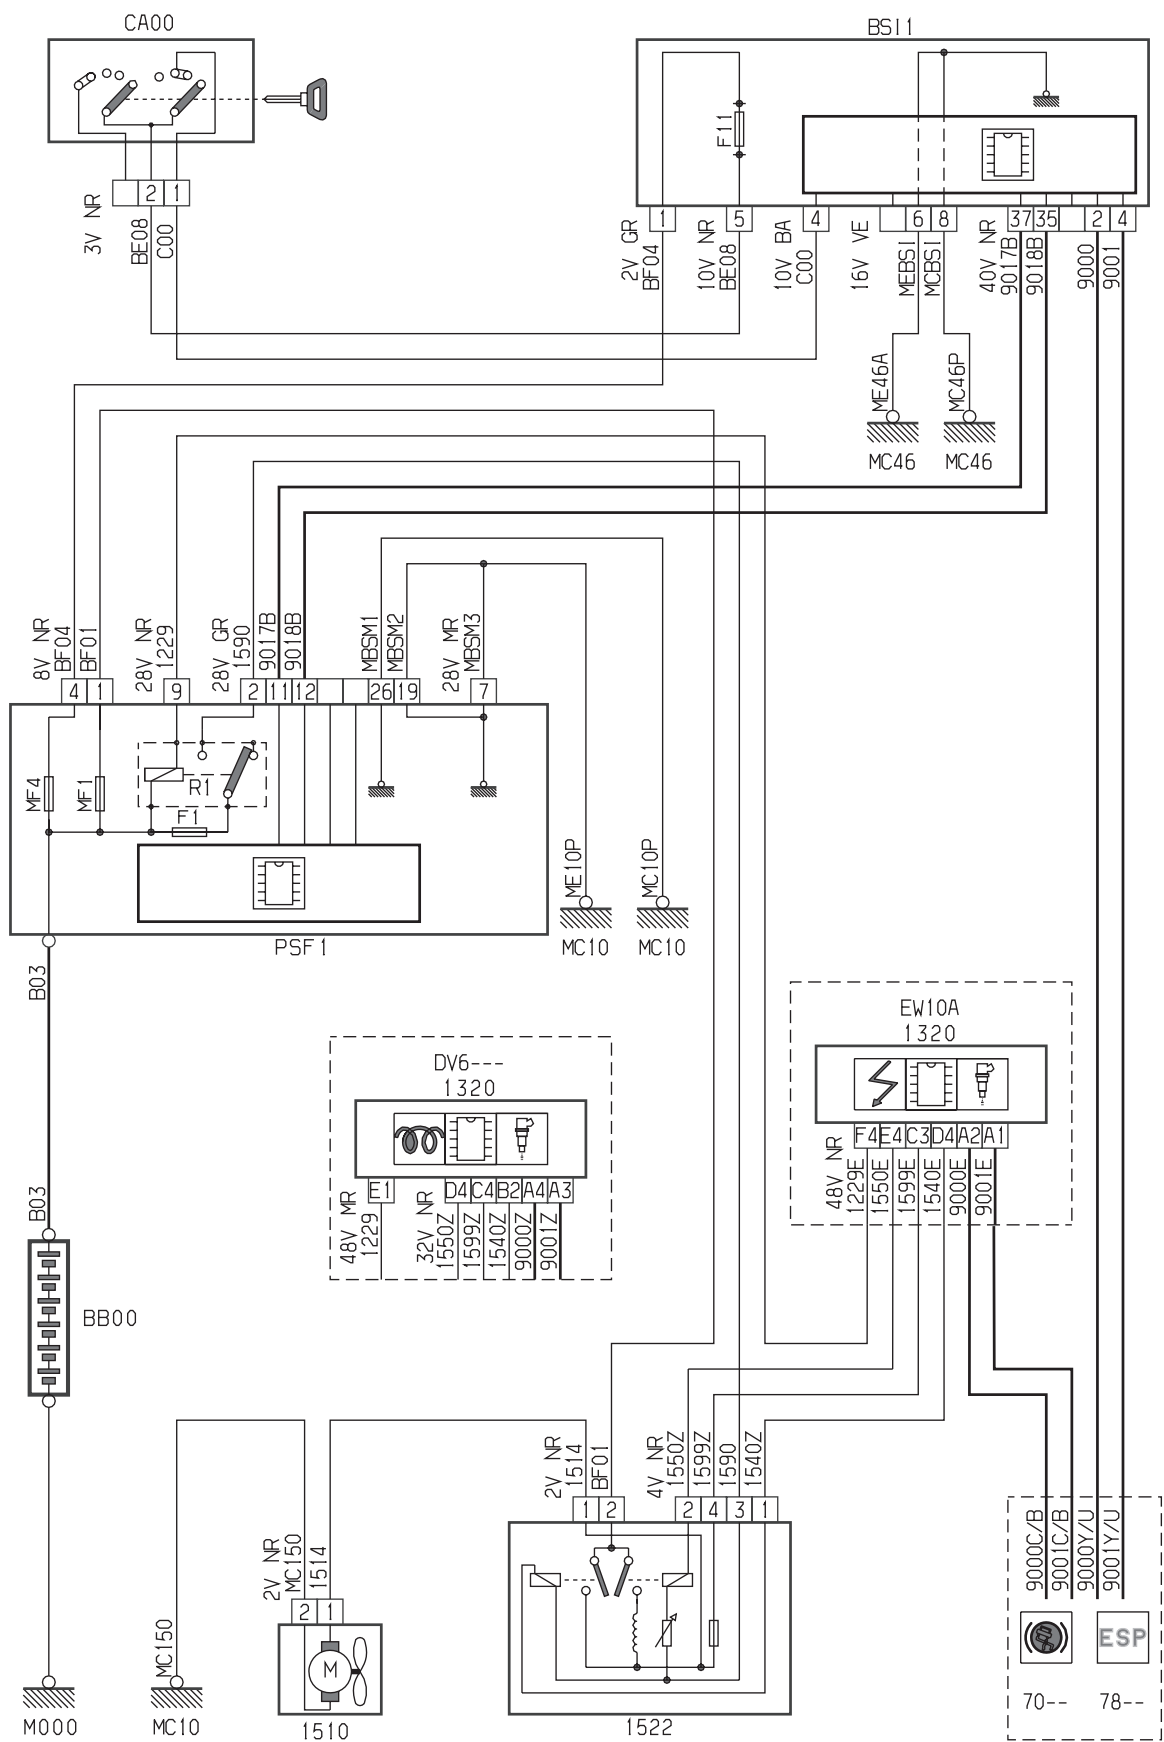 CA00
BSI1
F11
2
1
3V NR
BE08
C00
1
5
4
6
8
37
35
2
4
2V GR
BF04
10V NR
BE08
10V BA
C00
16V VE
MEBSI
MCBSI
40V NR
9017B
9018B
9000
9001
ME46A
MC46P
MC46
MC46
8V NR
BF04
BF01
28V NR
1229
28V GR
1590
9017B
9018B
MBSM1
MBSM2
28V MR
MBSM3
4
1
9
2
11
12
26
19
7
MF4
MF1
R1
F1
PSF1
ME10P
MC10P
MC10
MC10
B03
B03
BB00
DV6---
1320
E1
D4
C4
B2
A4
A3
48V MR
1229
32V NR
1550Z
1599Z
1540Z
9000Z
9001Z
EW10A
1320
F4
E4
C3
D4
A2
A1
48V NR
1229E
1550E
1599E
1540E
9000E
9001E
2V NR
1514
BF01
4V NR
1550Z
1599Z
1590
1540Z
1
2
2
4
3
1
1522
2V NR
MC150
1514
2
1
M
1510
MC150
MC10
M000
9000C/B
9001C/B
9000Y/U
9001Y/U
ESP
70--
78--